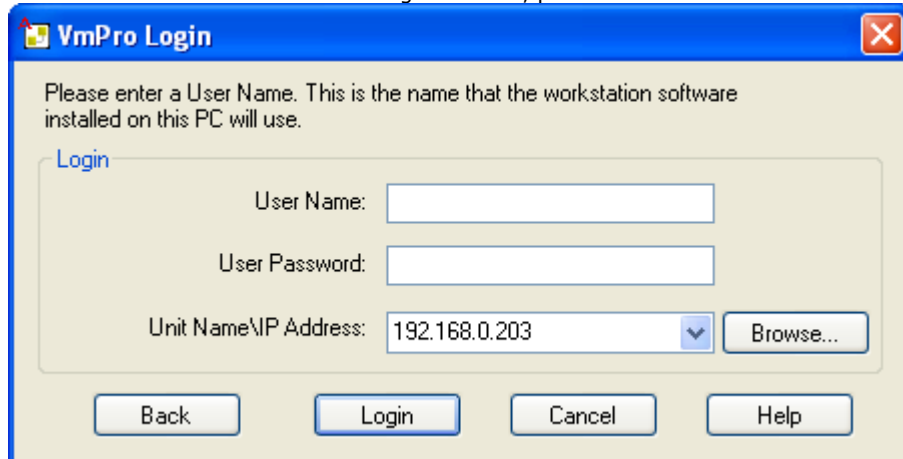 VmPro Login
Please enter a User Name. This is the name that the workstation software
installed on this PC will use.
Login
User Name:
User Password:
Unit Name\IP Address: 192.168.0.203 Browse...
Back Login Cancel Help